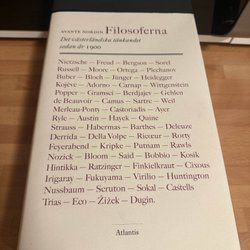 SVANTE NORDIN Filosoferna
Det västerländska tänkandet
sedan år 1900
Nietzsche — Freud — Bergson — Sorel
Russell — Moore — Ortega — Plechanov
Buber — Bloch — Jünger — Heidegger
Kojève — Adorno — Carnap — Wittgenstein
Popper — Gramsci — Berdjajev — Gehlen
de Beauvoir — Camus — Sartre — Weil
Merleau-Ponty — Castoriadis — Ayer
Ryle — Austin — Hayek — Quine
Strauss — Habermas — Barthes — Deleuze
Derrida — Della Volpe — Risieur — Rorty
Feyerabend — Kripke — Putnam — Rawls
Nozick — Bloom — Said — Bobbio — Kosik
Hintikka — Ratzinger — Finkielkraut — Cixous
Irigaray — Fukuyama — Virilio — Huntington
Nussbaum — Scruton — Sokal — Castells
Trías — Eco — Žižek — Dugin.
Atlantis